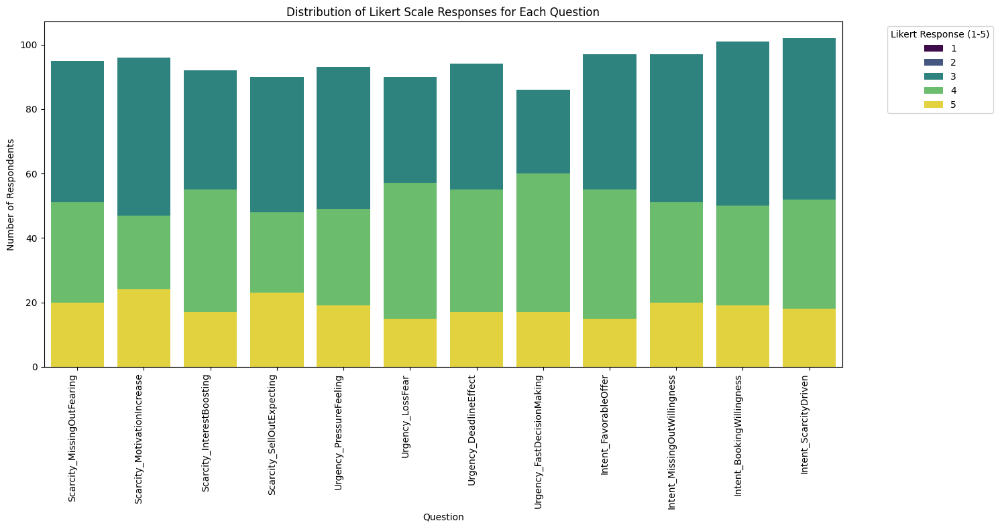 Distribution of Likert Scale Responses for Each Question
Number of Respondents
100
80
60
40
20
0
Scarcity_MissingOutFearing
Scarcity_MotivationIncrease
Scarcity_InterestBoosting
Scarcity_SellOutExpecting
Urgency_PressureFeeling
Urgency_LossFear
Urgency_DeadlineEffect
Urgency_FastDecisionMaking
Intent_FavorableOffer
Intent_MissingOutWillingness
Intent_BookingWillingness
Intent_ScarcityDriven
Question
Likert Response (1-5)
1
2
3
4
5